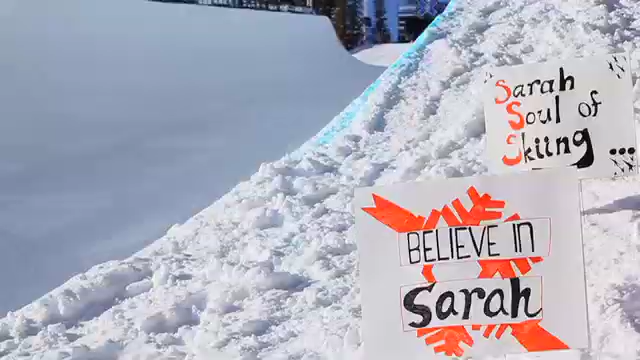 Sarah
Soul of
Skiing ...
BELIEVE in
Sarah